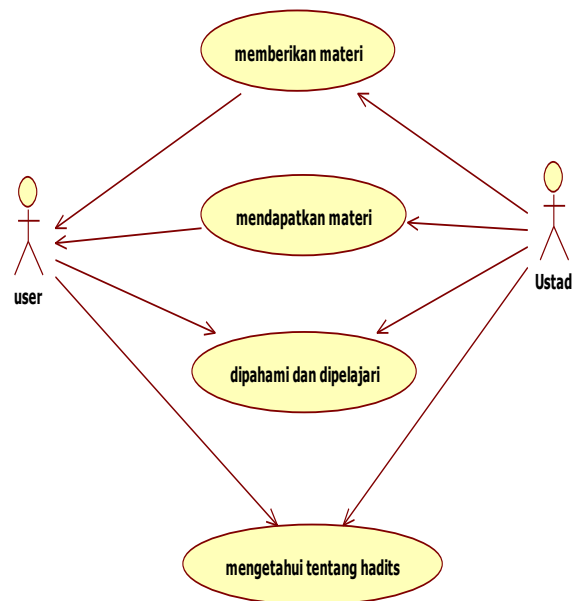 memberikan materi
mendapatkan materi
user
Ustad
dipahami dan dipelajari
mengetahui tentang hadits